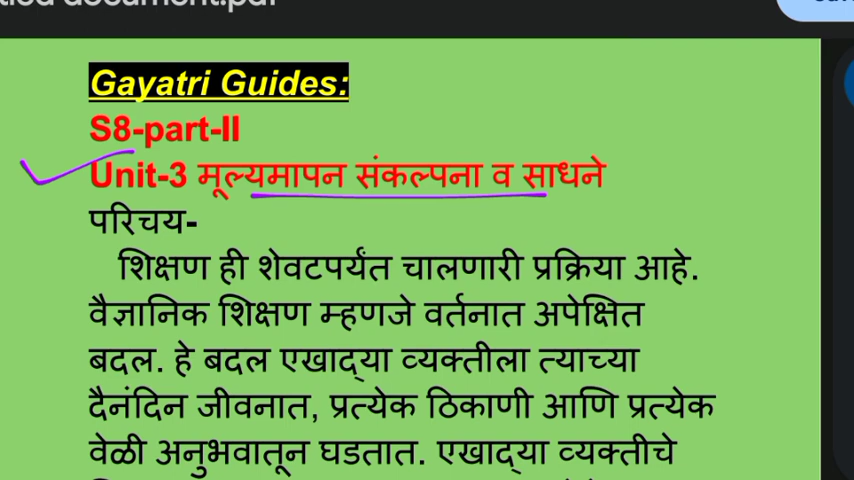 Gayatri Guides:
S8-part-II
Unit-3 मूल्यमापन संकल्पना व साधने
परिचय-
शिक्षण ही शेवटपर्यंत चालणारी प्रक्रिया आहे.
वैज्ञानिक शिक्षण म्हणजे वर्तनात अपेक्षित
बदल. हे बदल एखाद्या व्यक्तीला त्याच्या
दैनंदिन जीवनात, प्रत्येक ठिकाणी आणि प्रत्येक
वेळी अनुभवातून घडतात. एखाद्या व्यक्तीचे